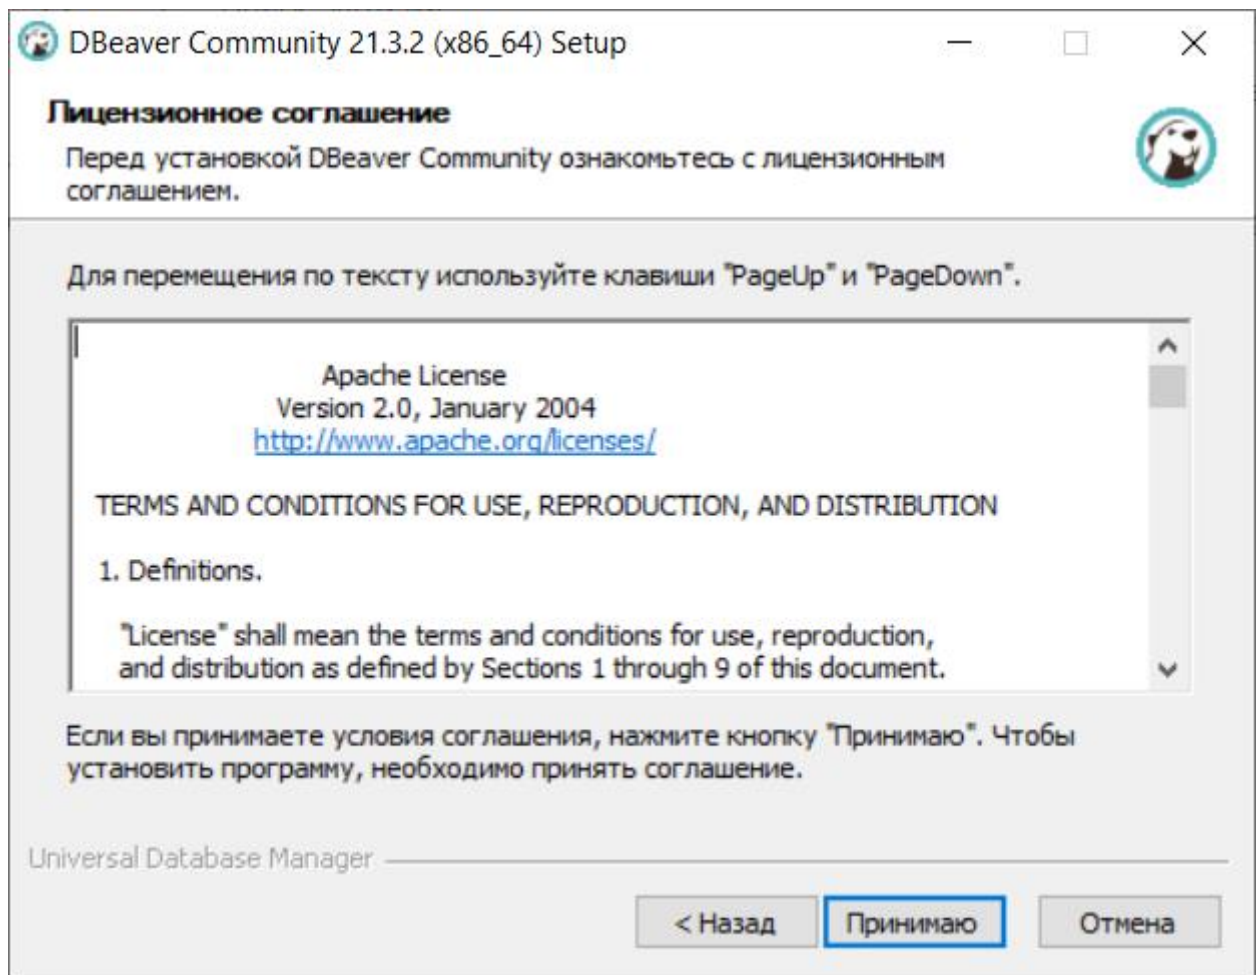 DBeaver Community 21.3.2 (x86_64) Setup
Лицензионное соглашение
Перед установкой DBeaver Community ознакомьтесь с лицензионным
соглашением.
Для перемещения по тексту используйте клавиши "PageUp" и "PageDown".
Apache License
Version 2.0, January 2004
http://www.apache.org/licenses/
TERMS AND CONDITIONS FOR USE, REPRODUCTION, AND DISTRIBUTION
1. Definitions.
"License" shall mean the terms and conditions for use, reproduction,
and distribution as defined by Sections 1 through 9 of this document.
Если вы принимаете условия соглашения, нажмите кнопку "Принимаю". Чтобы
установить программу, необходимо принять соглашение.
Universal Database Manager
< Назад Принимаю Отмена